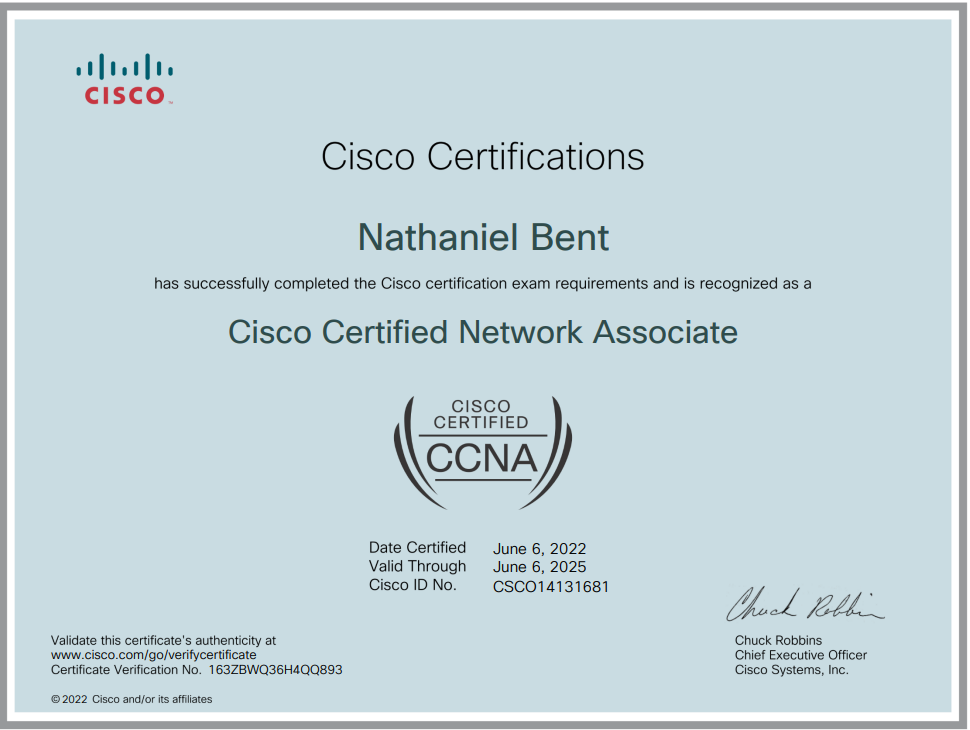 CISCO™
Cisco Certifications
Nathaniel Bent
has successfully completed the Cisco certification exam requirements and is recognized as a
Cisco Certified Network Associate
CISCO
CERTIFIED
CCNA
Date Certified June 6, 2022
Valid Through June 6, 2025
Cisco ID No. CSCO14131681
Chuck Robbins
Validate this certificate's authenticity at
www.cisco.com/go/verifycertificate
Certificate Verification No. 163ZBWQ36H4QQ893
Chuck Robbins
Chief Executive Officer
Cisco Systems, Inc.
© 2022 Cisco and/or its affiliates